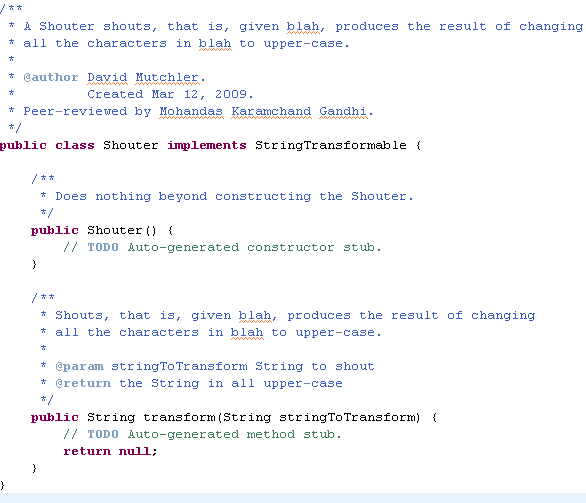 /**
 * A Shouter shouts, that is, given blah, produces the result of changing
 * all the characters in blah to upper-case.
 *
 * @author David Mutchler.
 *         Created Mar 12, 2009.
 * Peer-reviewed by Mohandas Karamchand Gandhi.
 */
public class Shouter implements StringTransformable {

    /**
     * Does nothing beyond constructing the Shouter.
     */
    public Shouter() {
        // TODO Auto-generated constructor stub.
    }

    /**
     * Shouts, that is, given blah, produces the result of changing
     * all the characters in blah to upper-case.
     *
     * @param stringToTransform String to shout
     * @return the String in all upper-case
     */
    public String transform(String stringToTransform) {
        // TODO Auto-generated method stub.
        return null;
    }
}